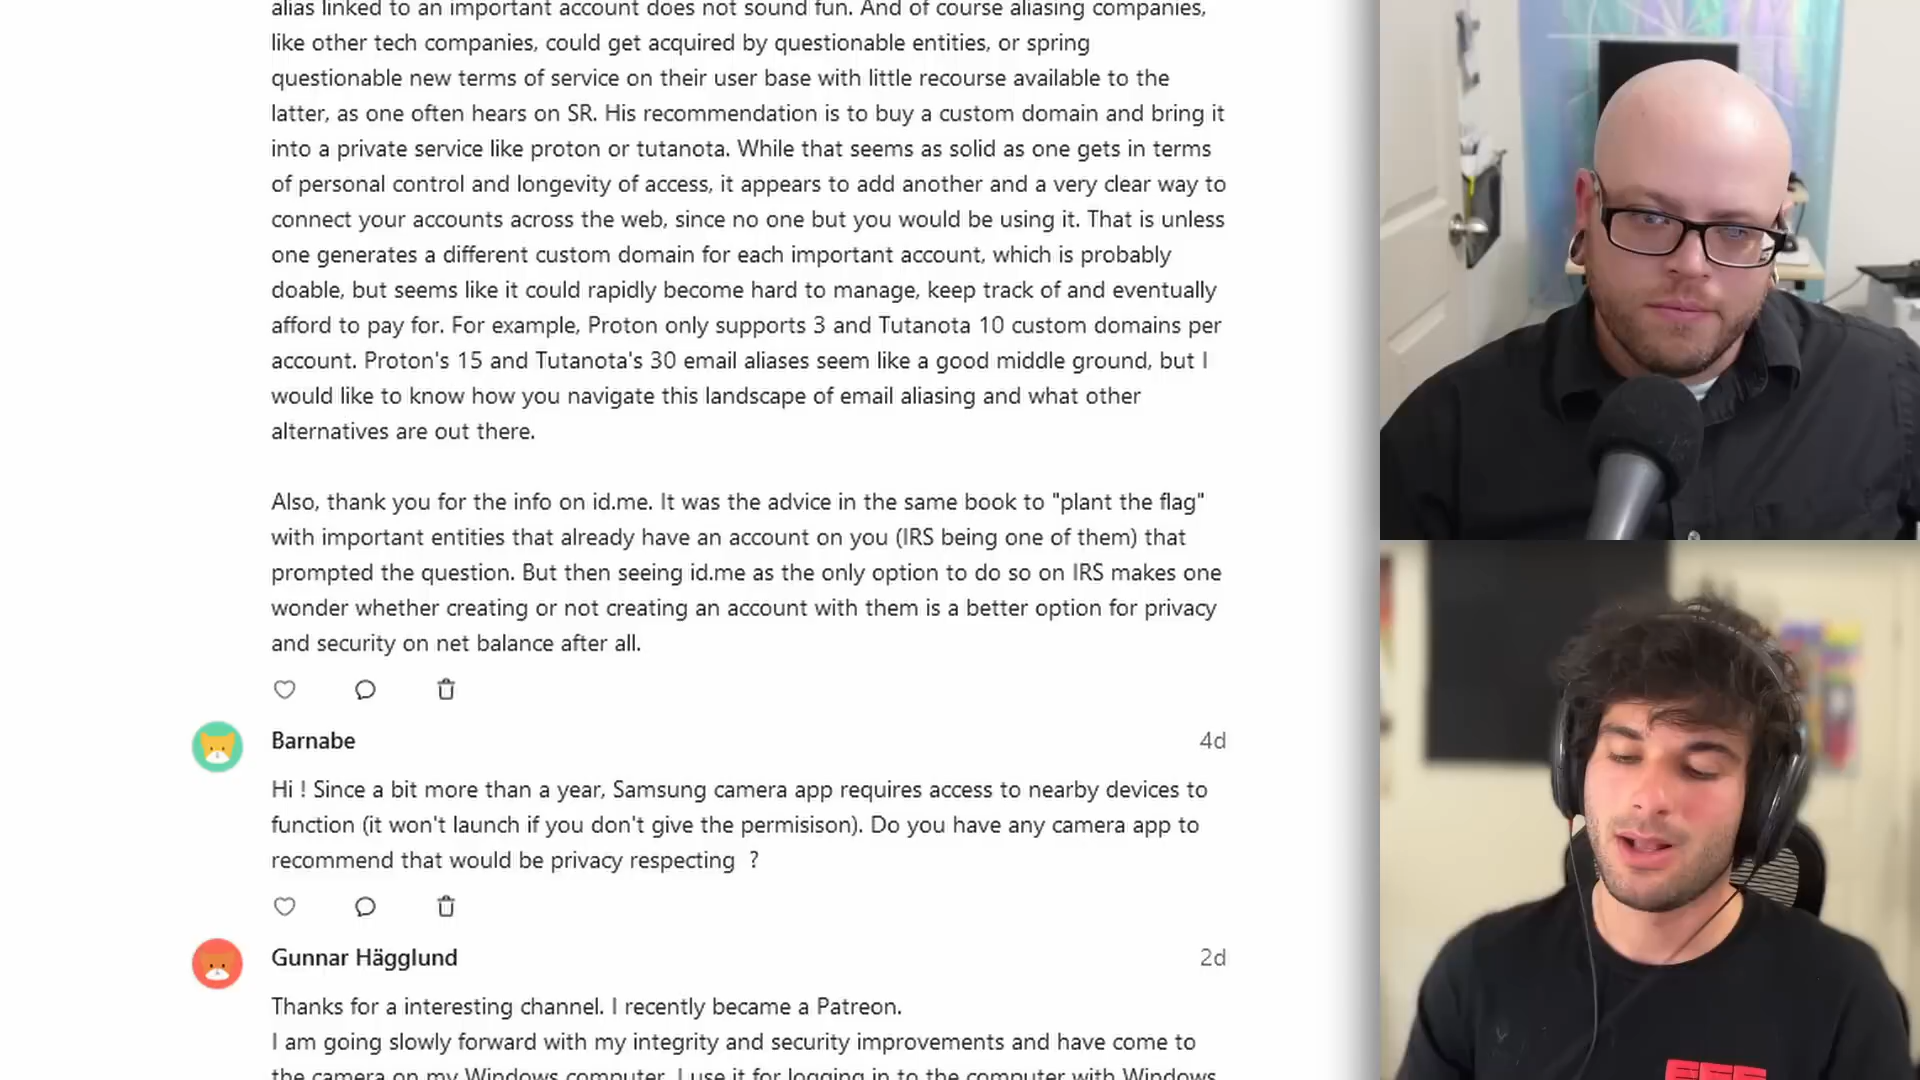 alias linked to an important account does not sound fun. And of course aliasing companies,
like other tech companies, could get acquired by questionable entities, or spring
questionable new terms of service on their user base with little recourse available to the
latter, as one often hears on SR. His recommendation is to buy a custom domain and bring it
into a private service like proton or tutanota. While that seems as solid as one gets in terms
of personal control and longevity of access, it appears to add another and a very clear way to
connect your accounts across the web, since no one but you would be using it. That is unless
one generates a different custom domain for each important account, which is probably
doable, but seems like it could rapidly become hard to manage, keep track of and eventually
afford to pay for. For example, Proton only supports 3 and Tutanota 10 custom domains per
account. Proton's 15 and Tutanota's 30 email aliases seem like a good middle ground, but I
would like to know how you navigate this landscape of email aliasing and what other
alternatives are out there.
Also, thank you for the info on id.me. It was the advice in the same book to "plant the flag"
with important entities that already have an account on you (IRS being one of them) that
prompted the question. But then seeing id.me as the only option to do so on IRS makes one
wonder whether creating or not creating an account with them is a better option for privacy
and security on net balance after all.
Barnabe 4d
Hi ! Since a bit more than a year, Samsung camera app requires access to nearby devices to
function (it won't launch if you don't give the permisison). Do you have any camera app to
recommend that would be privacy respecting ?
Gunnar Hägglund 2d
Thanks for a interesting channel. I recently became a Patreon.
I am going slowly forward with my integrity and security improvements and have come to
the camera on my Windows computer. I use it for logging in to the computer with Windows